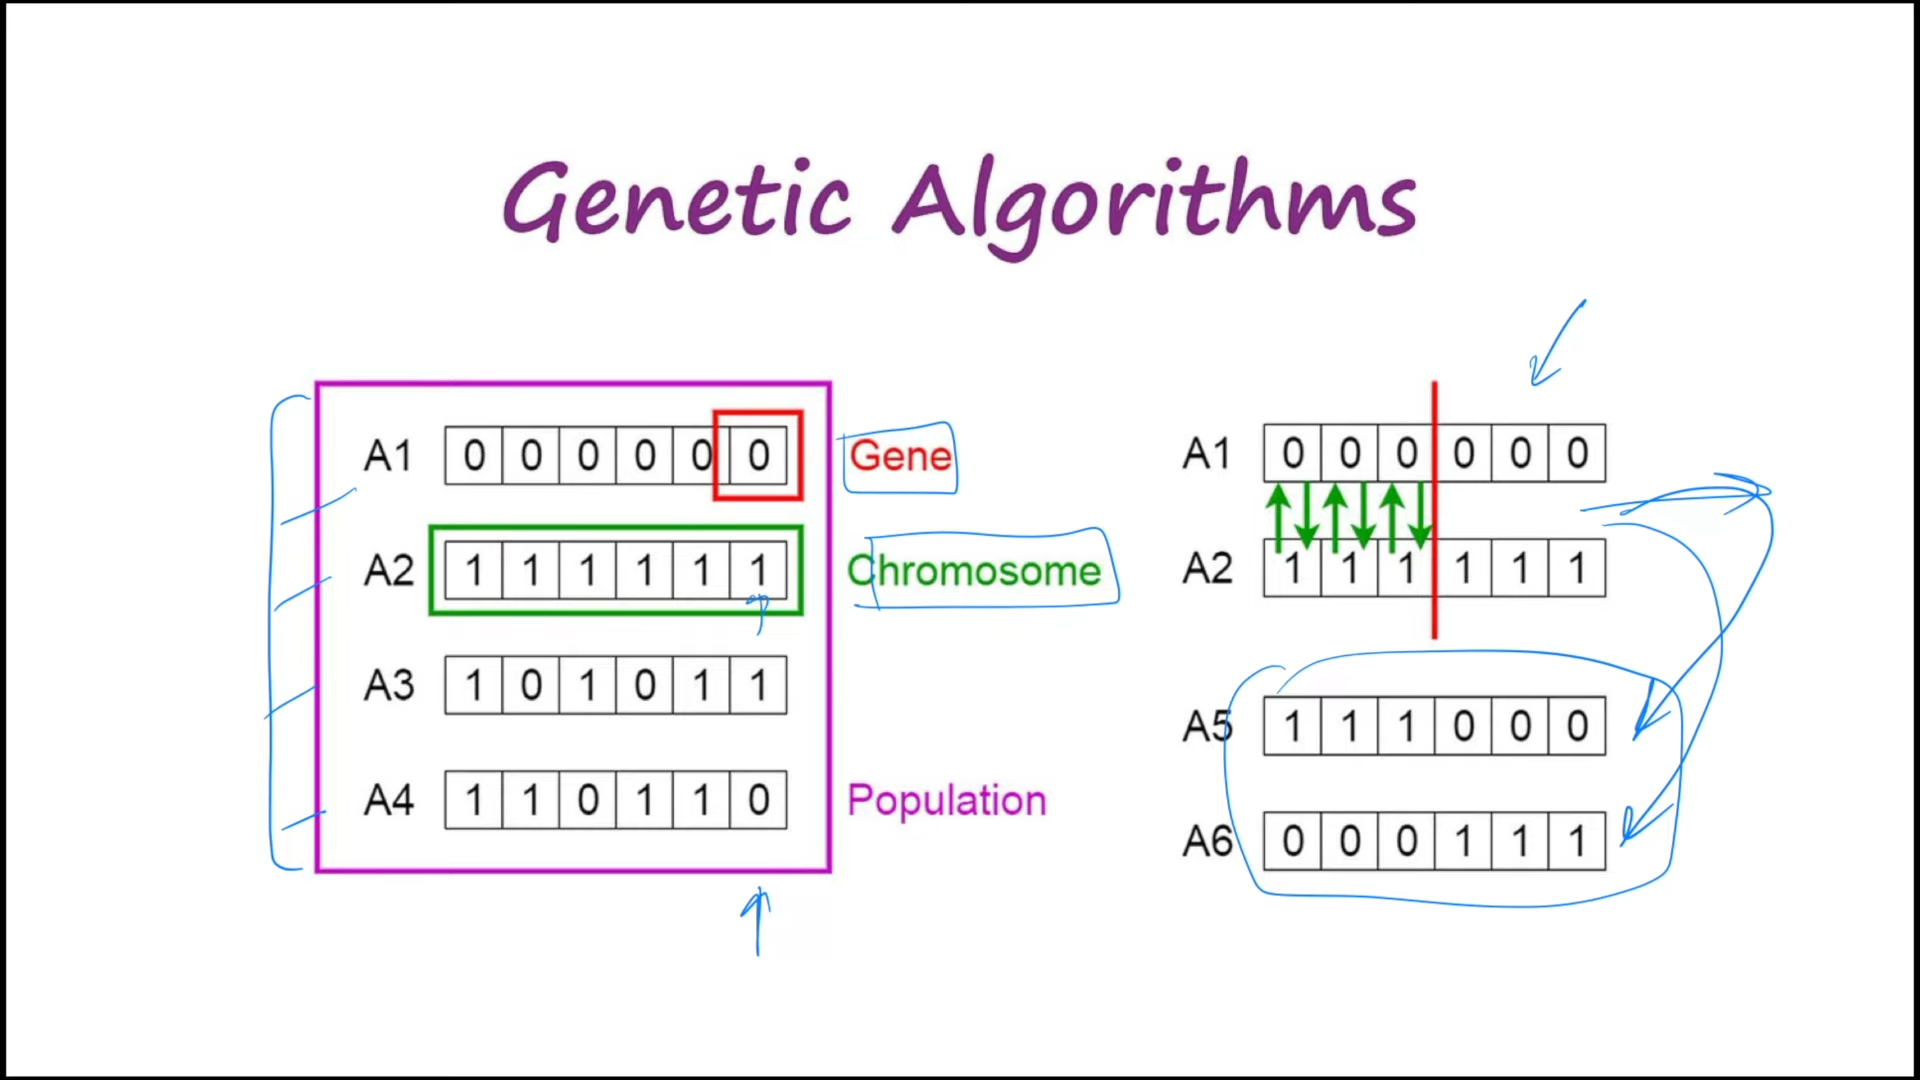 Genetic Algorithms
A1 0 0 0 0 0 0 Gene
A2 1 1 1 1 1 1 Chromosome
A3 1 0 1 0 1 1
A4 1 1 0 1 1 0 Population
A1 0 0 0 0 0 0
A2 1 1 1 1 1 1
A5 1 1 1 0 0 0
A6 0 0 0 1 1 1